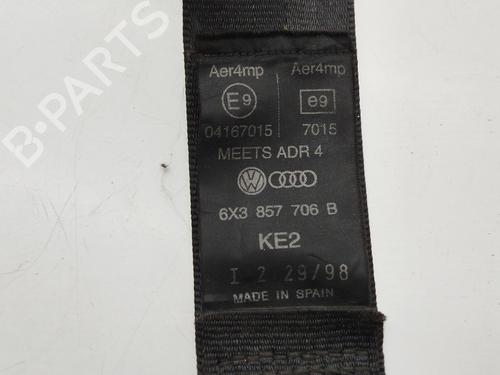 B-PARTS
Aer4mp Aer4mp
E9 e9
04167015 7015
MEETS ADR 4
6X3 857 706 B
KE2
I 2 29/98
MADE IN SPAIN